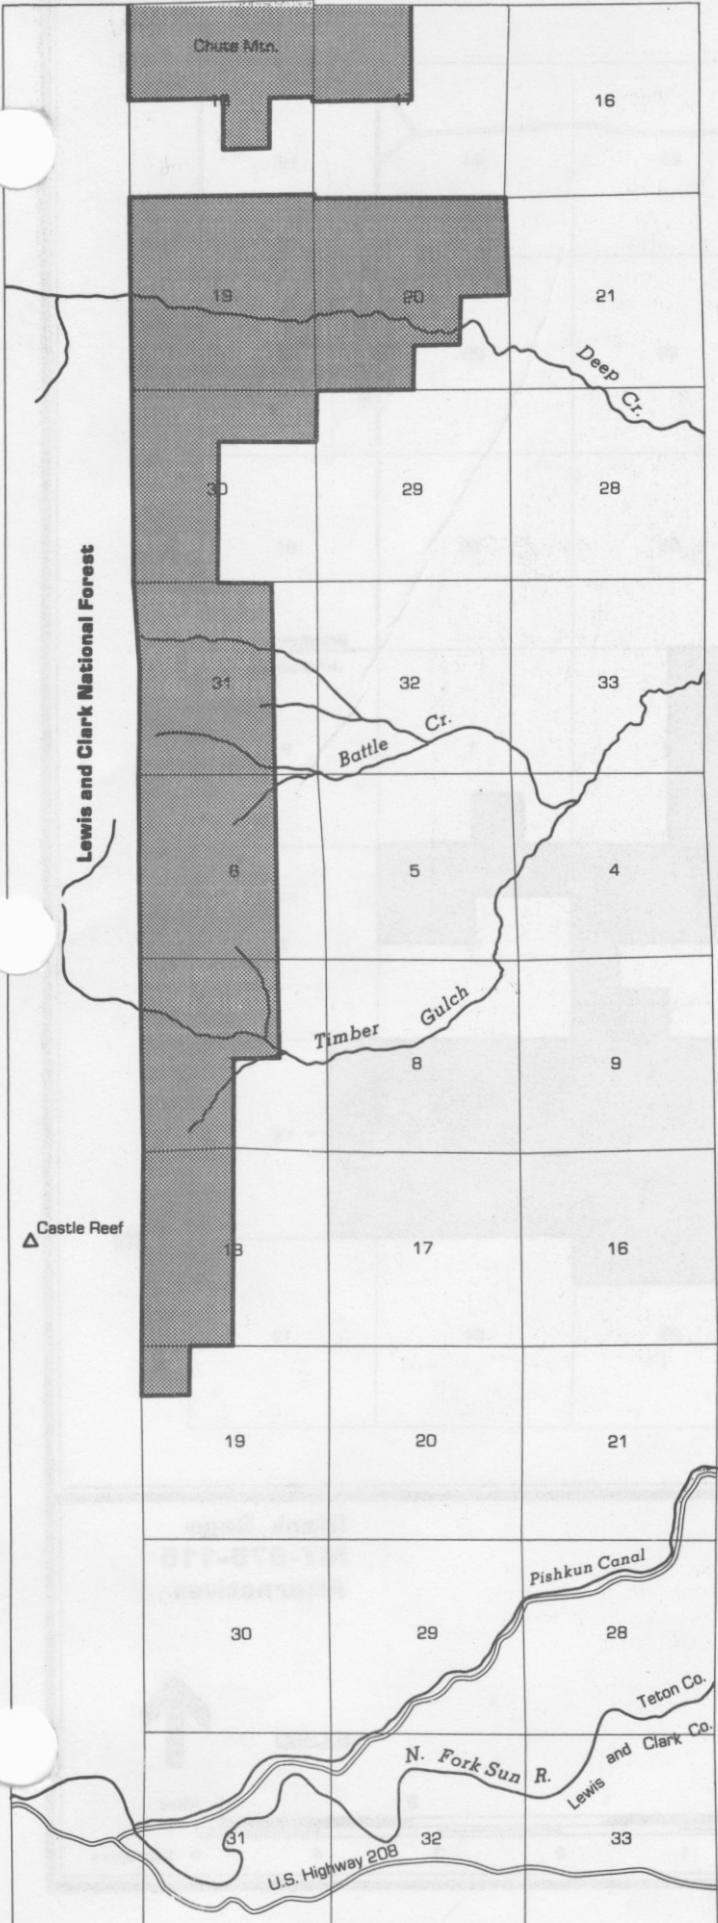 Chute Mtn.
18 17 16
19 20 21
Deep Cr.
30 29 28
Lewis and Clark National Forest
31 32 33
Battle Cr.
6 5 4
Timber Gulch
8 9
Castle Reef
18 17 16
19 20 21
Pishkun Canal
30 29 28
Teton Co.
Lewis and Clark Co.
N. Fork Sun R.
31 32 33
U.S. Highway 208